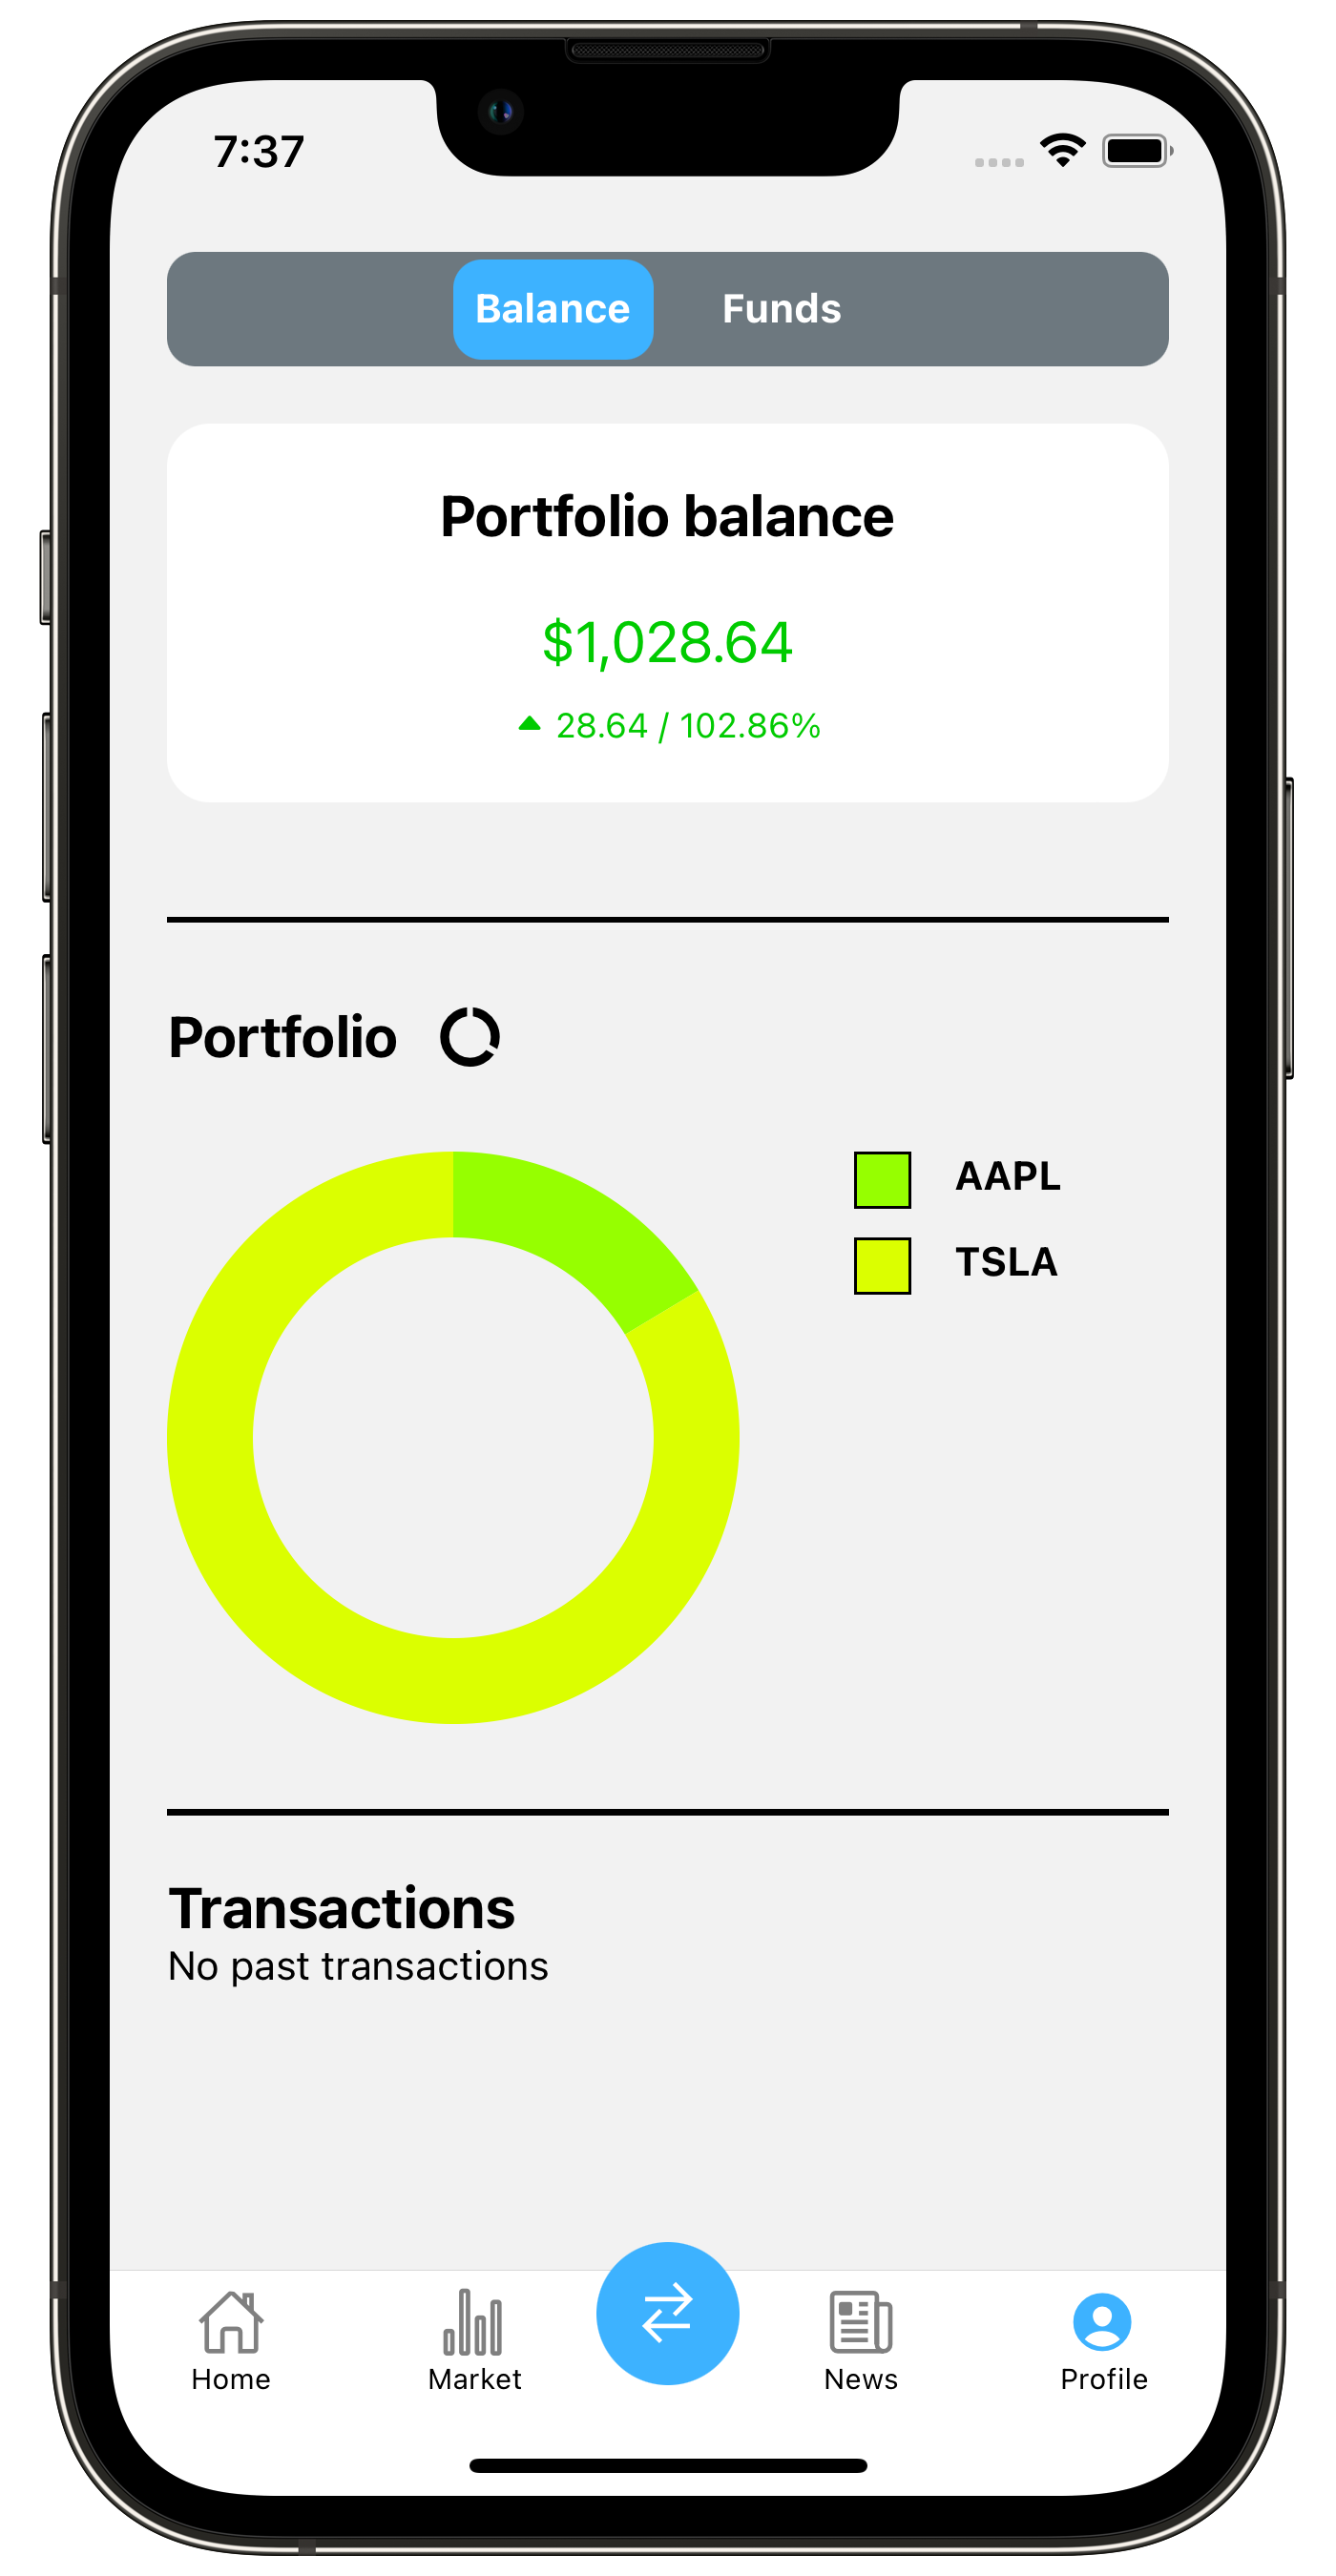 7:37
Balance Funds
Portfolio balance
$1,028.64
28.64 / 102.86%
Portfolio
AAPL
TSLA
Transactions
No past transactions
Home Market News Profile